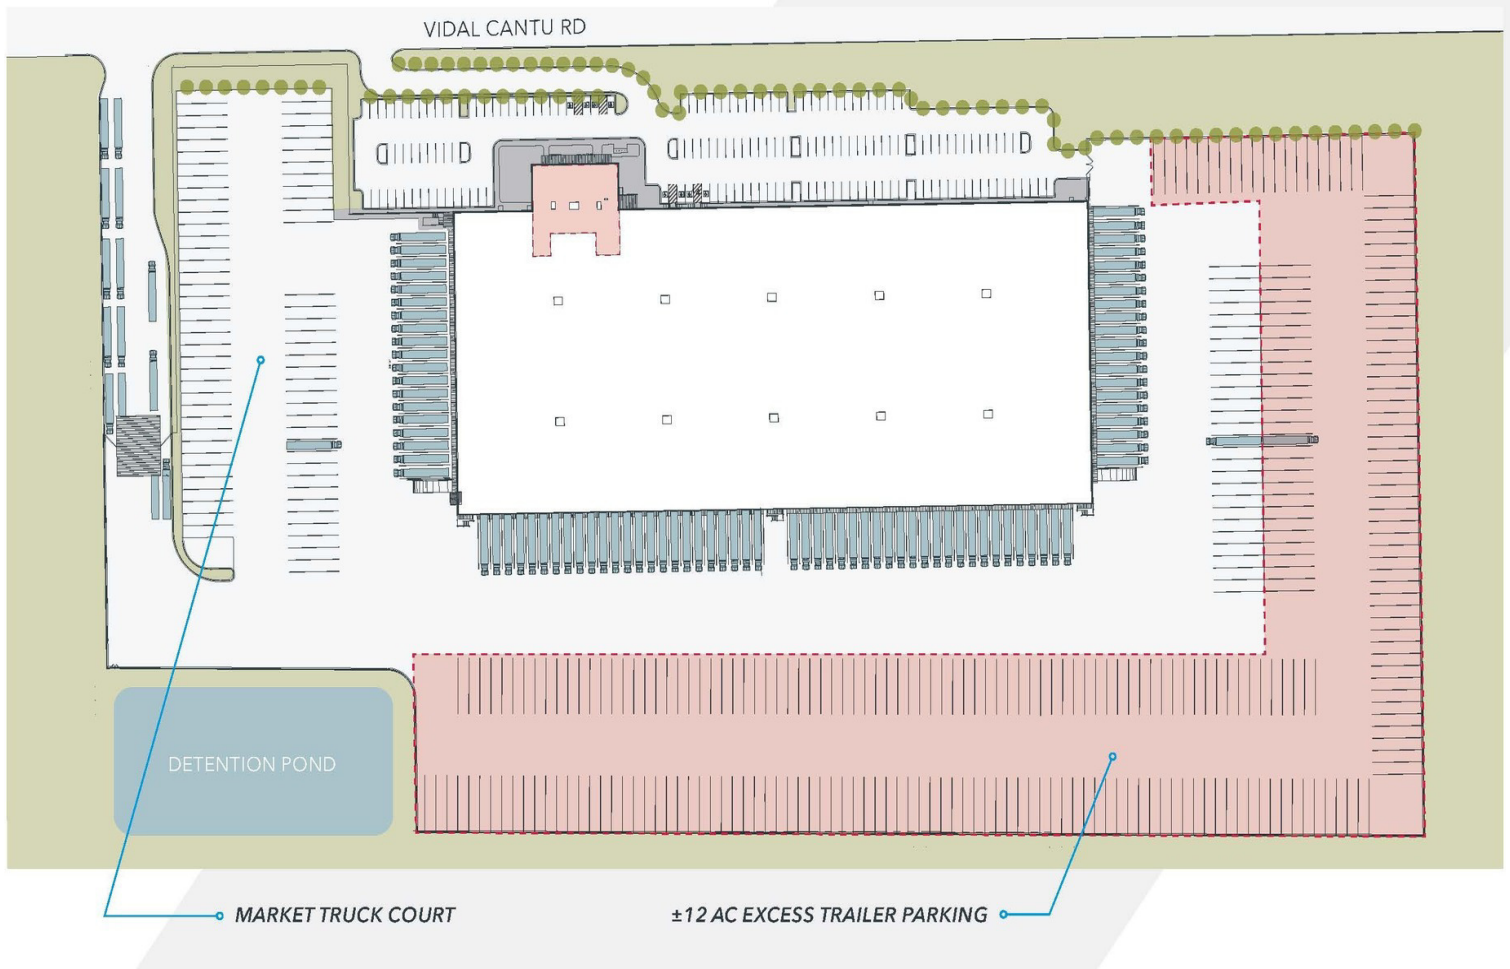 VIDAL CANTU RD
DETENTION POND
MARKET TRUCK COURT
±12 AC EXCESS TRAILER PARKING